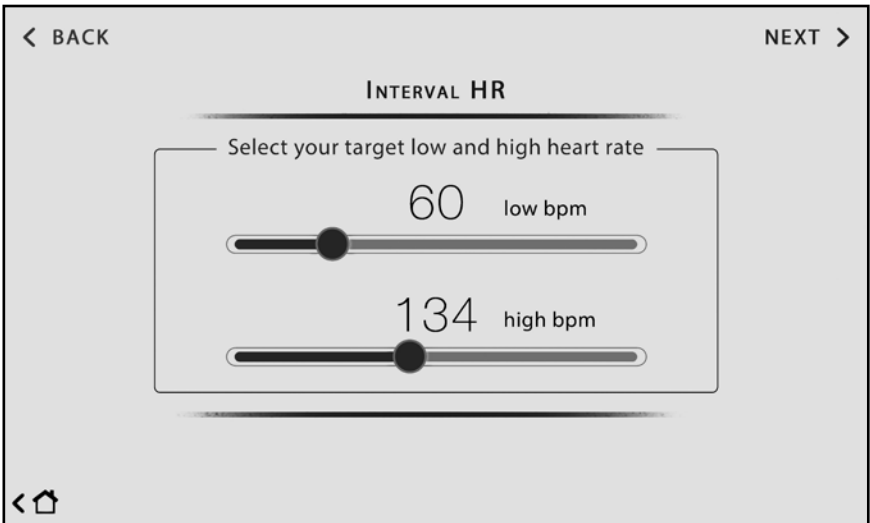 BACK
NEXT
INTERVAL HR
Select your target low and high heart rate
60 low bpm
134 high bpm